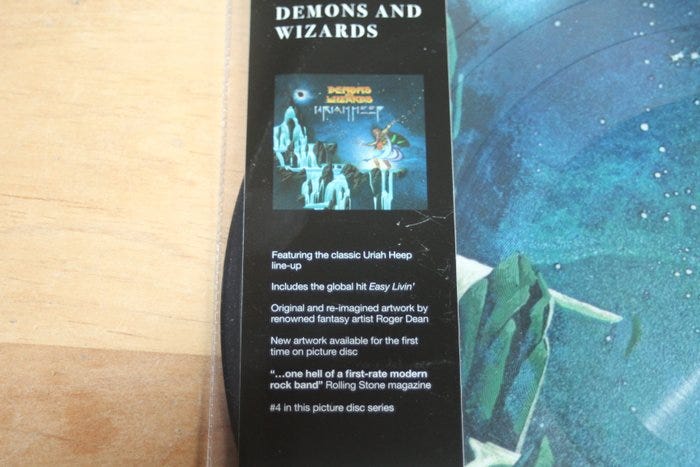 DEMONS AND
WIZARDS
DEMONS
AND
WIZARDS
URIAH HEEP
Featuring the classic Uriah Heep
line-up
Includes the global hit Easy Livin'
Original and re-imagined artwork by
renowned fantasy artist Roger Dean
New artwork available for the first
time on picture disc
“...one hell of a first-rate modern
rock band” Rolling Stone magazine
#4 in this picture disc series